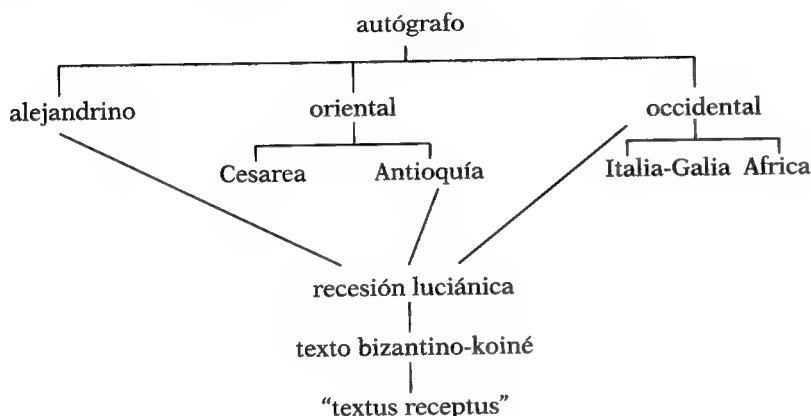 autógrafo
alejandrino oriental occidental
Cesarea Antioquía Italia-Galia Africa
recesión luciánica
texto bizantino-koiné
“textus receptus”